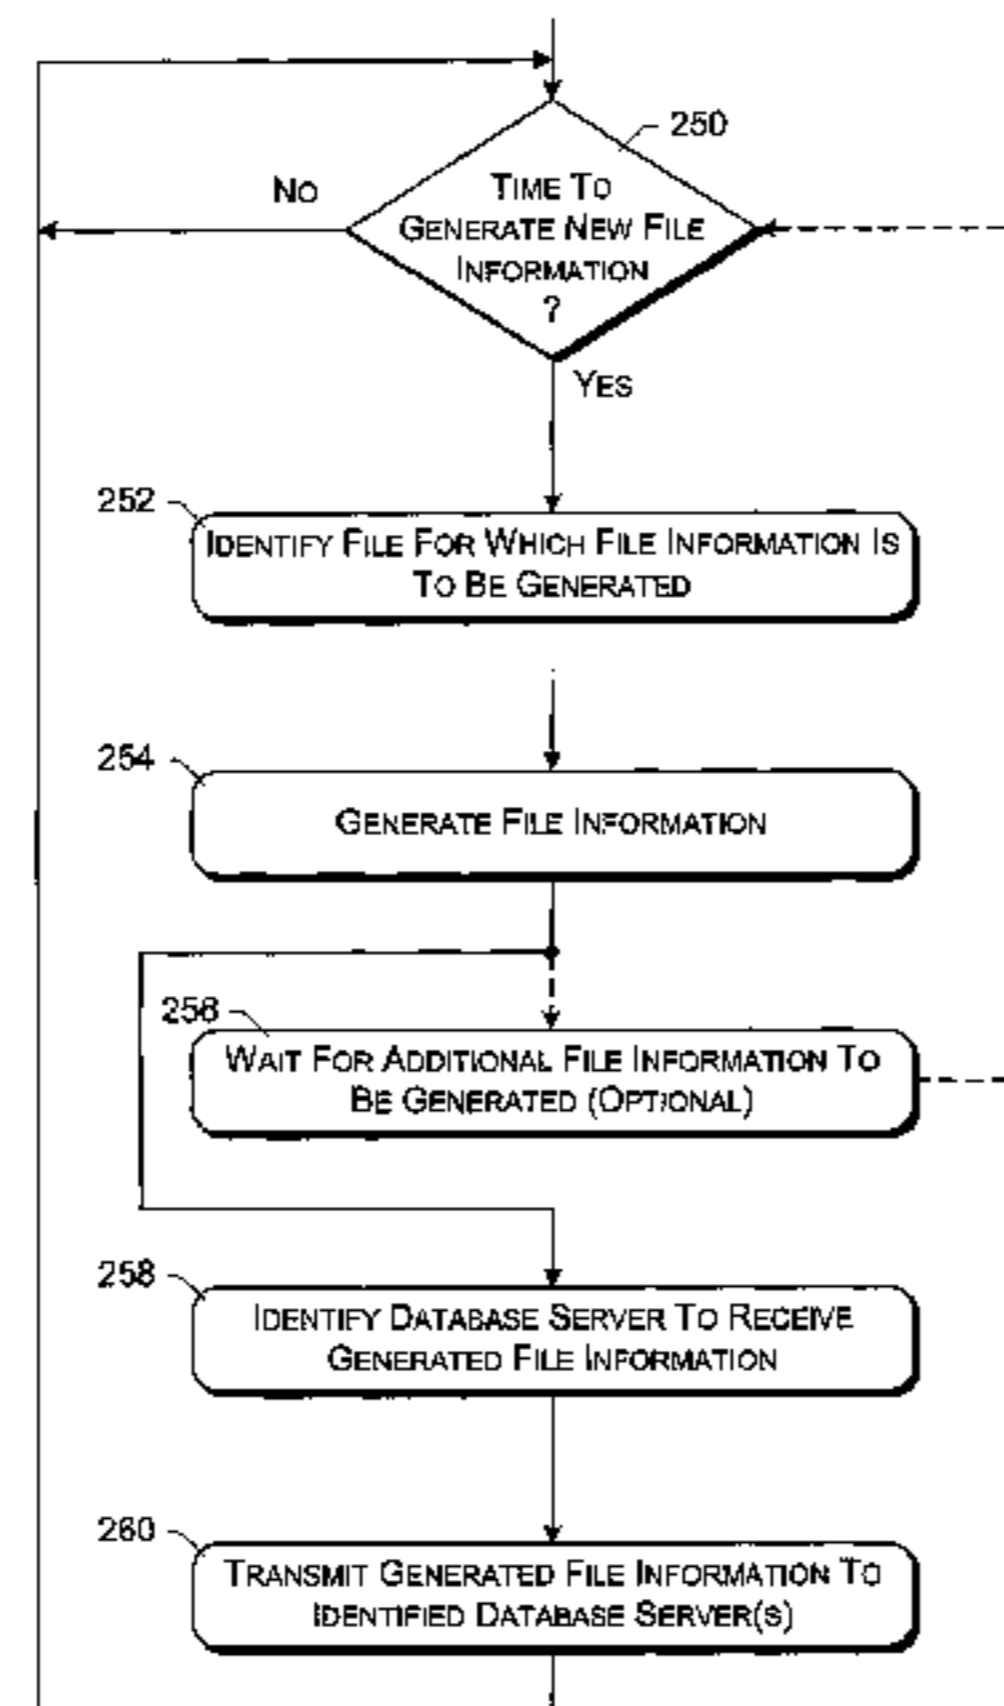 250
NO
TIME TO
GENERATE NEW FILE
INFORMATION
?
YES
252
IDENTIFY FILE FOR WHICH FILE INFORMATION IS
TO BE GENERATED
254
GENERATE FILE INFORMATION
256
WAIT FOR ADDITIONAL FILE INFORMATION TO
BE GENERATED (OPTIONAL)
258
IDENTIFY DATABASE SERVER TO RECEIVE
GENERATED FILE INFORMATION
260
TRANSMIT GENERATED FILE INFORMATION TO
IDENTIFIED DATABASE SERVER(S)